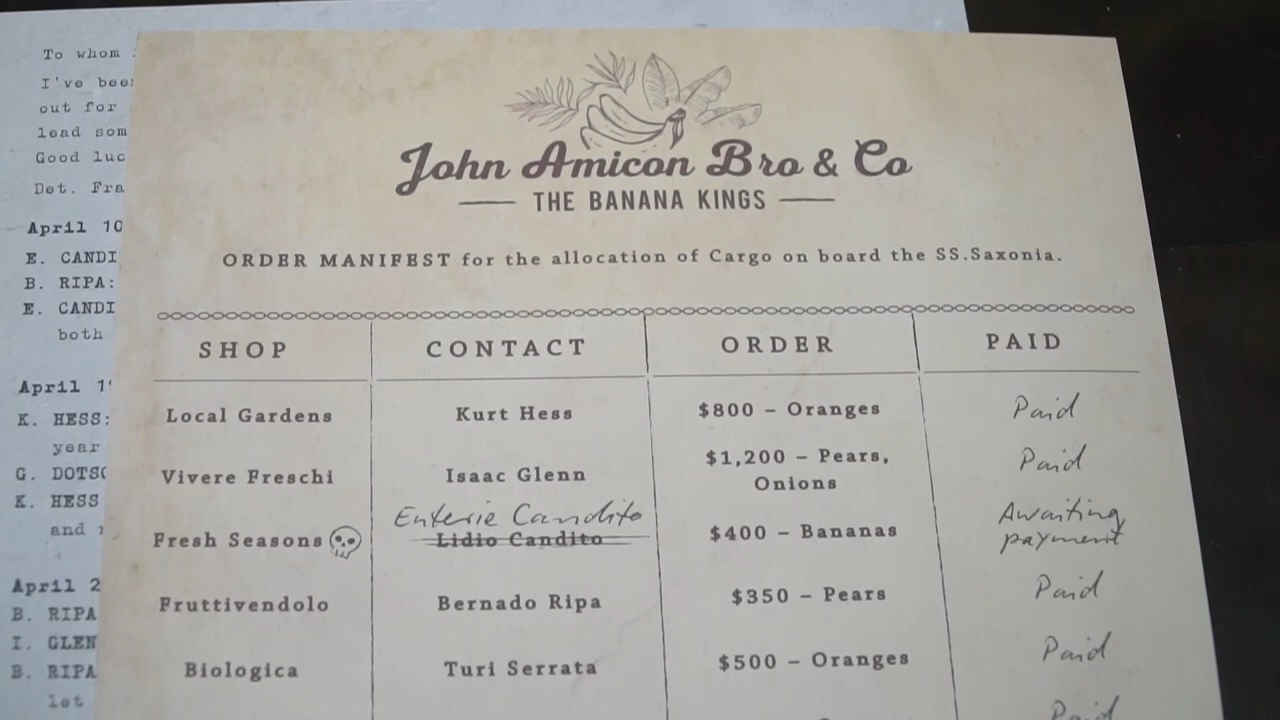 To whom
I've bee
out for
lead som
Good luc
Det. Fra
April 10
E. CANDI
B. RIPA:
E. CANDI
both
April 1
K. HESS:
year
G. DOTSO
K. HESS
and
April 2
B. RIPA
I. GLEN
B. RIPA
let
John Amicon Bro & Co
THE BANANA KINGS
ORDER MANIFEST for the allocation of Cargo on board the SS.Saxonia.
SHOP CONTACT ORDER PAID
Local Gardens Kurt Hess $800 – Oranges Paid
Vivere Freschi Isaac Glenn $1,200 – Pears, Paid
Onions
Enterie Candito Awaiting
Fresh Seasons Lidio Candito $400 – Bananas payment
Fruttivendolo Bernado Ripa $350 – Pears Paid
Biologica Turi Serrata $500 – Oranges Paid
Paid